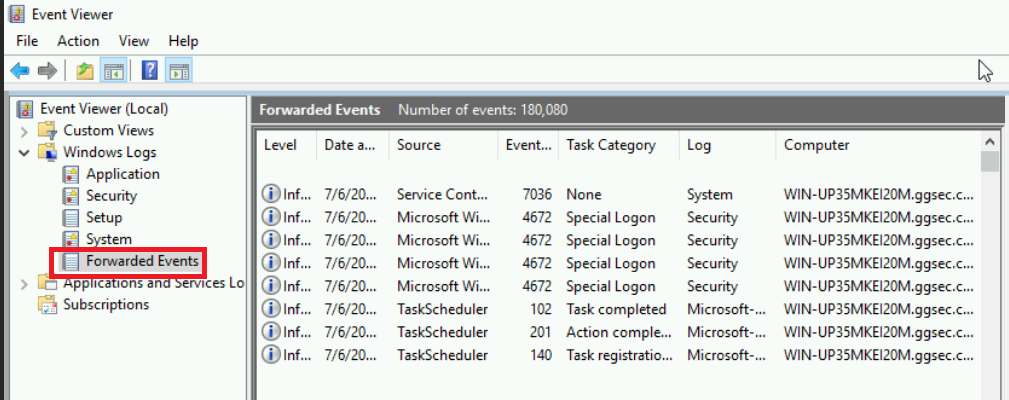 Event Viewer
File Action View Help
Event Viewer (Local)
Custom Views
Windows Logs
Application
Security
Setup
System
Forwarded Events
Applications and Services Lo
Subscriptions
Forwarded Events Number of events: 180,080
Level Date a... Source Event... Task Category Log Computer
Inf... 7/6/20... Service Cont... 7036 None System WIN-UP35MKEI20M.ggsec.c...
Inf... 7/6/20... Microsoft Wi... 4672 Special Logon Security WIN-UP35MKEI20M.ggsec.c...
Inf... 7/6/20... Microsoft Wi... 4672 Special Logon Security WIN-UP35MKEI20M.ggsec.c...
Inf... 7/6/20... Microsoft Wi... 4672 Special Logon Security WIN-UP35MKEI20M.ggsec.c...
Inf... 7/6/20... Microsoft Wi... 4672 Special Logon Security WIN-UP35MKEI20M.ggsec.c...
Inf... 7/6/20... TaskScheduler 102 Task completed Microsoft-... WIN-UP35MKEI20M.ggsec.c...
Inf... 7/6/20... TaskScheduler 201 Action comple... Microsoft-... WIN-UP35MKEI20M.ggsec.c...
Inf... 7/6/20... TaskScheduler 140 Task registratio... Microsoft-... WIN-UP35MKEI20M.ggsec.c...